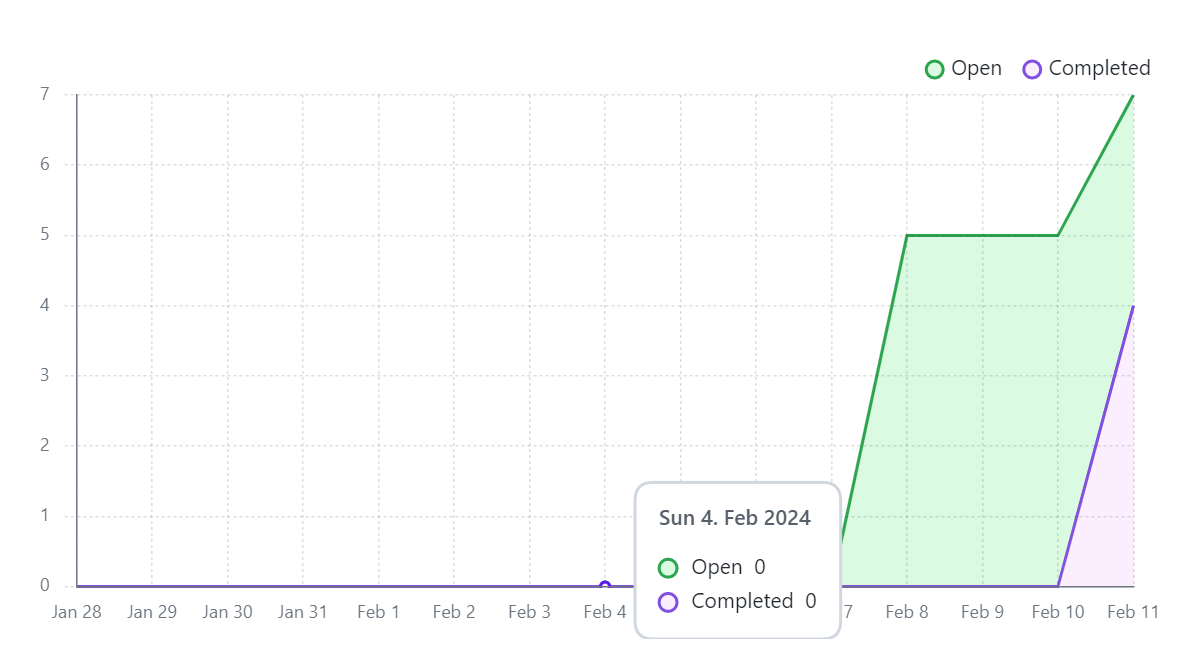 Open Completed
7
6
5
4
3
2
1
0
Sun 4. Feb 2024
Open 0
Completed 0
Jan 28 Jan 29 Jan 30 Jan 31 Feb 1 Feb 2 Feb 3 Feb 4 7 Feb 8 Feb 9 Feb 10 Feb 11